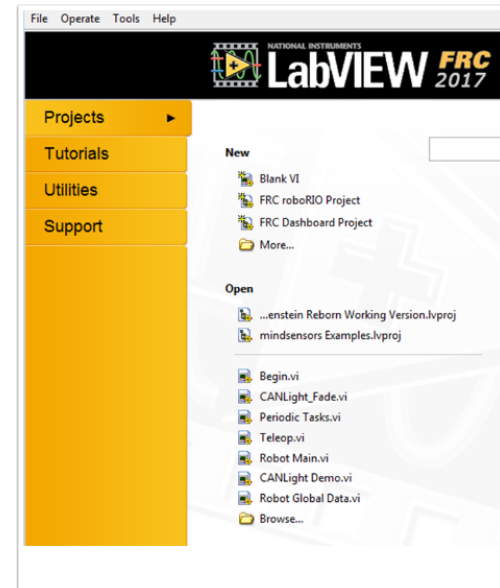 File Operate Tools Help
NATIONAL INSTRUMENTS
LabVIEW FRC 2017
Projects
Tutorials
Utilities
Support
New
Blank VI
FRC roboRIO Project
FRC Dashboard Project
More...
Open
...enstein Reborn Working Version.lvproj
mindsensors Examples.lvproj
Begin.vi
CANLight_Fade.vi
Periodic Tasks.vi
Teleop.vi
Robot Main.vi
CANLight Demo.vi
Robot Global Data.vi
Browse...